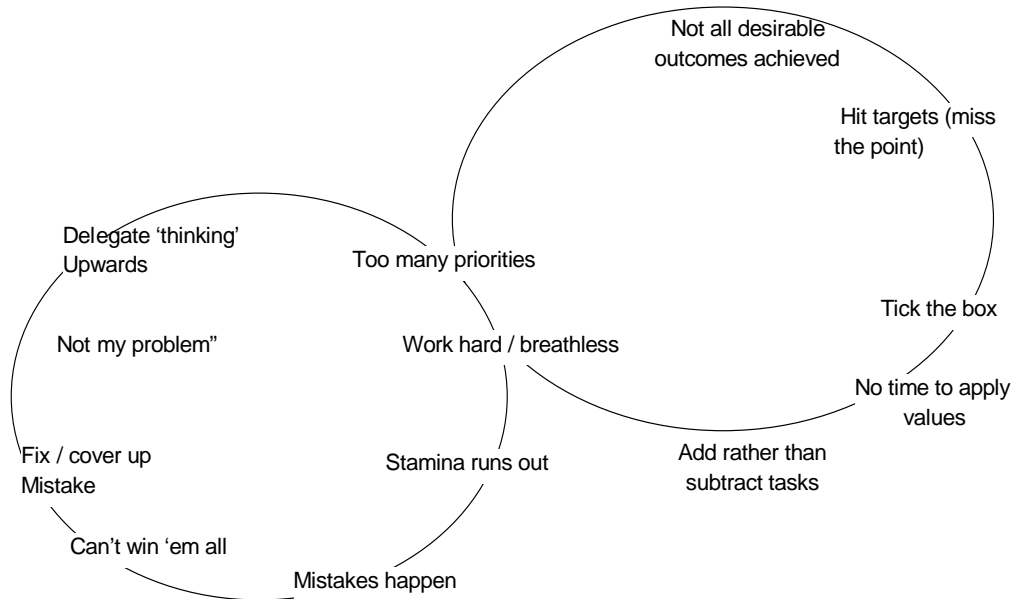 Not all desirable
outcomes achieved
Hit targets (miss
the point)
Delegate ‘thinking’
Upwards
Too many priorities
Tick the box
Not my problem”
Work hard / breathless
No time to apply
values
Fix / cover up
Mistake
Stamina runs out
Add rather than
subtract tasks
Can’t win ‘em all
Mistakes happen